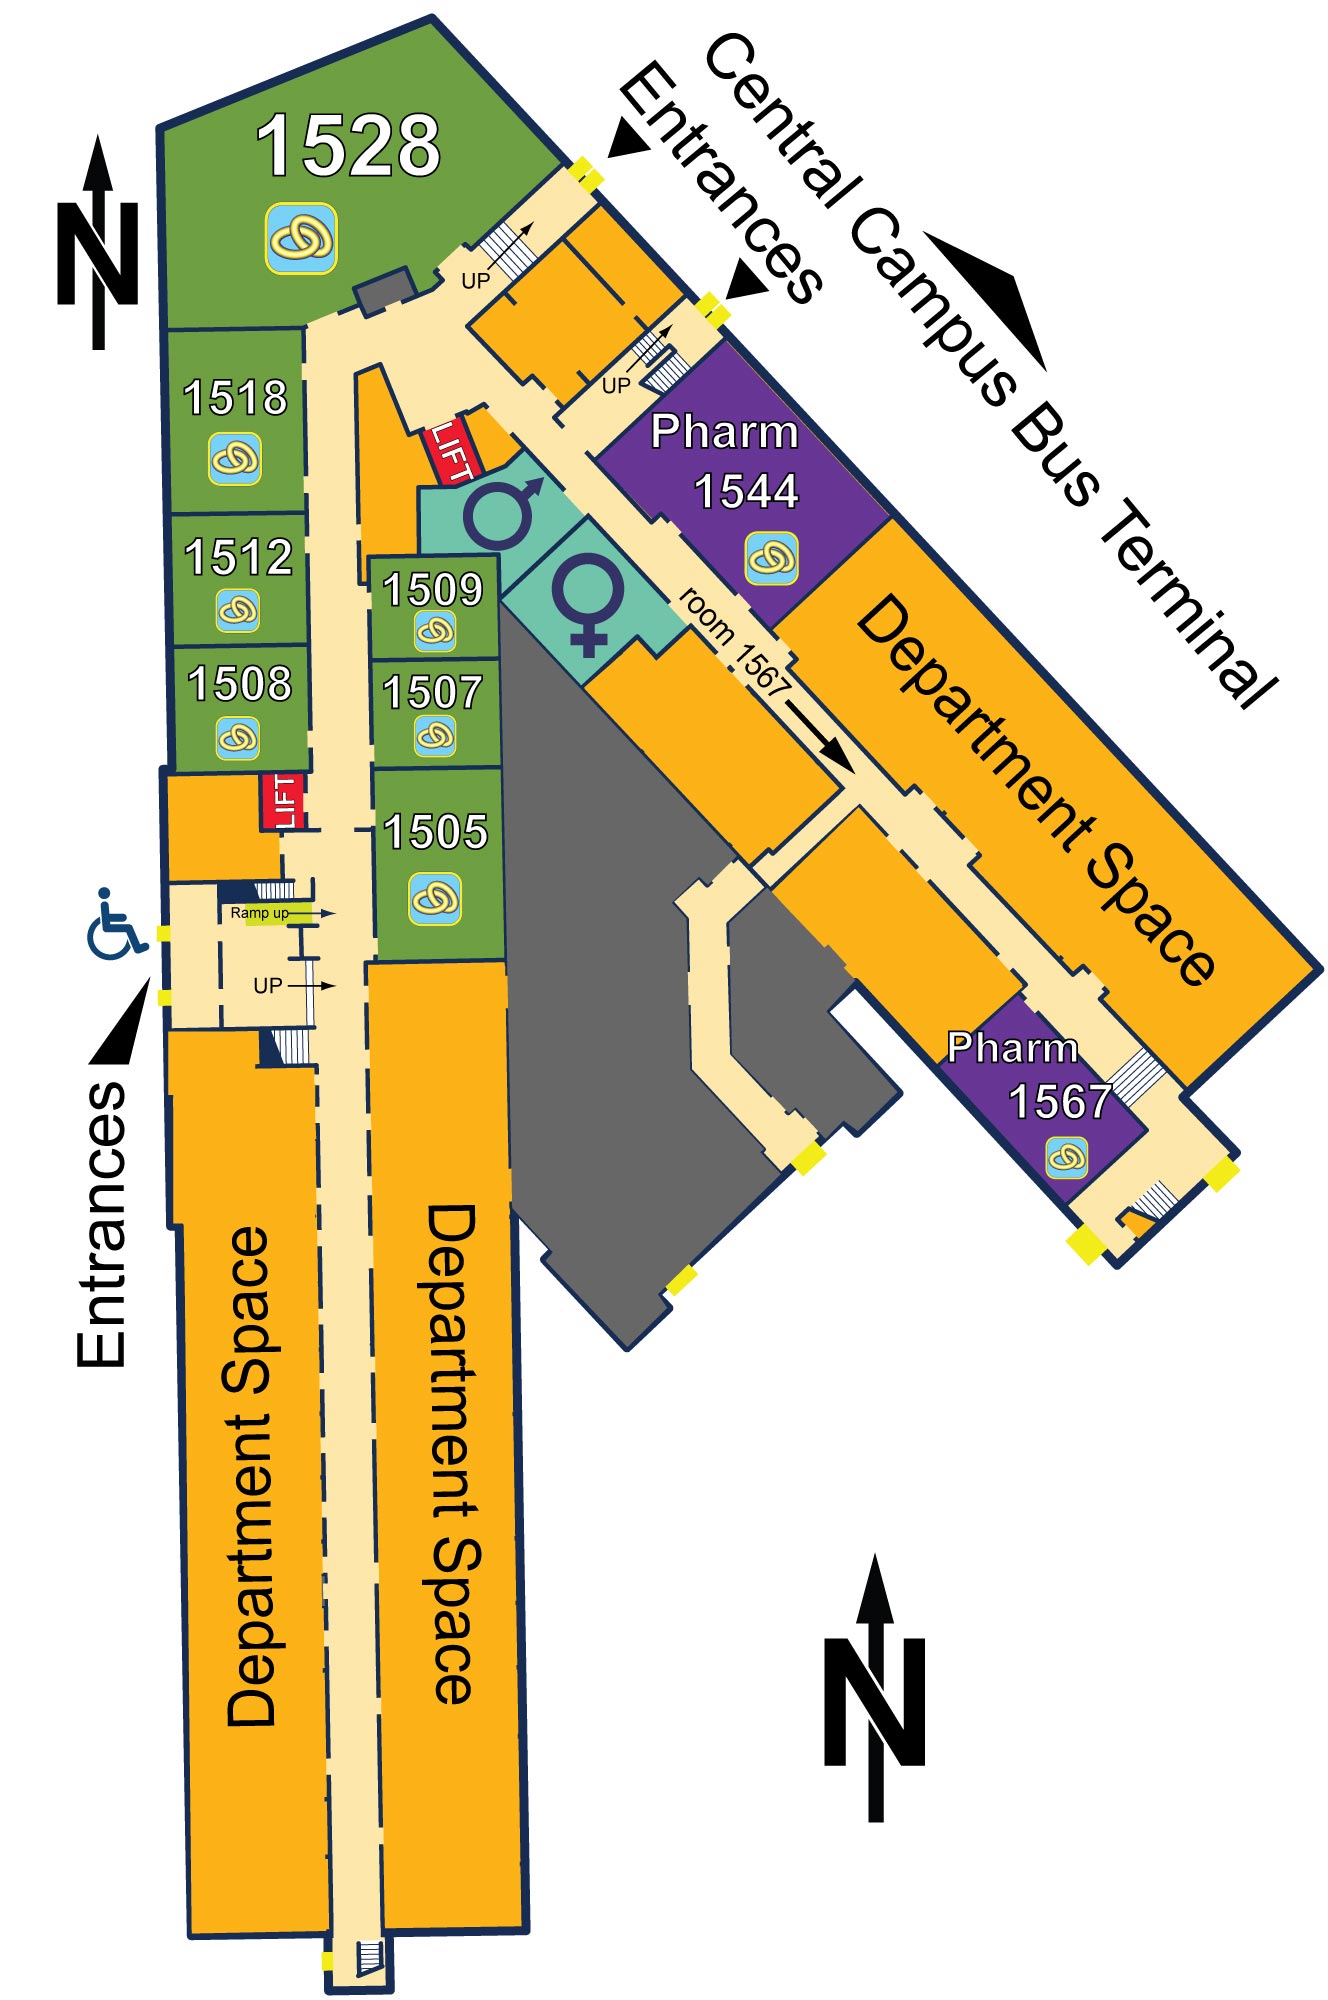 Central Campus Bus Terminal
Entrances
1528
N
UP
1518
UP
LIFT
Pharm
1544
1512
1509
room 1567
1508
1507
Department Space
LIFT
1505
Ramp up
UP
Pharm
1567
Entrances
Department Space
Department Space
N